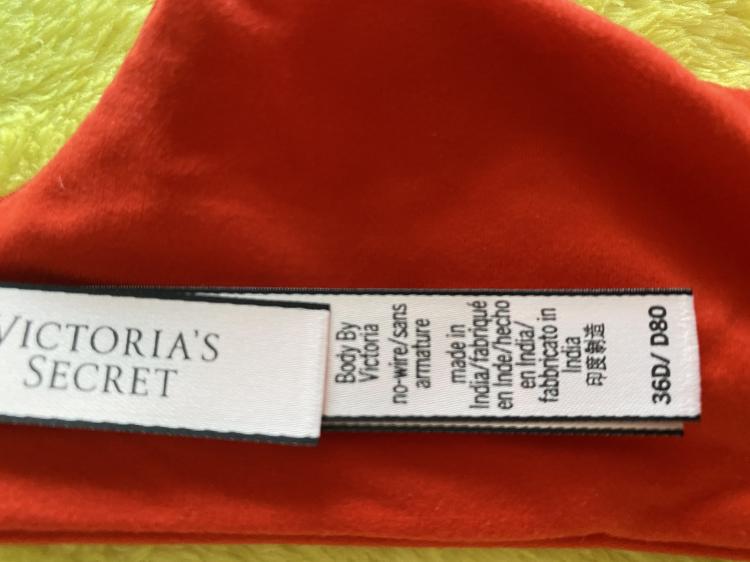 VICTORIA'S
SECRET
Body By
Victoria
no-wire/sans
armature
made in
India/fabriqué
en Inde/hecho
en India/
fabbricato in
India
印度制造
36D/ D80